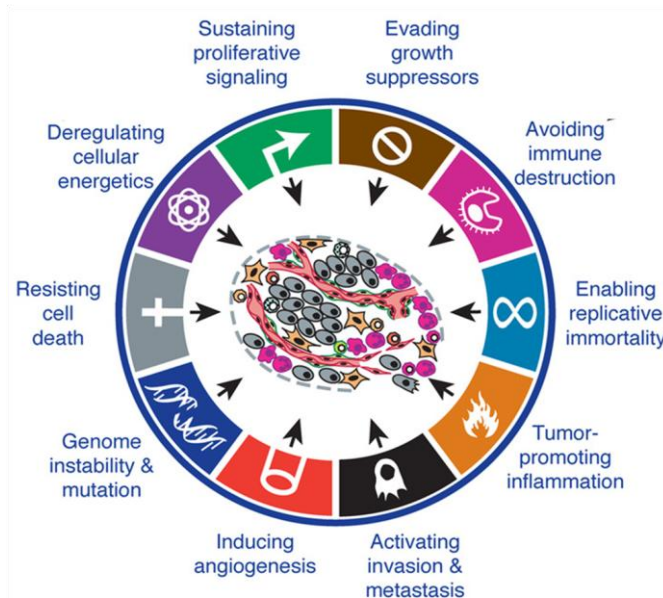 Sustaining
proliferative
signaling
Evading
growth
suppressors
Avoiding
immune
destruction
Enabling
replicative
immortality
Tumor-
promoting
inflammation
Activating
invasion &
metastasis
Inducing
angiogenesis
Genome
instability &
mutation
Resisting
cell
death
Deregulating
cellular
energetics